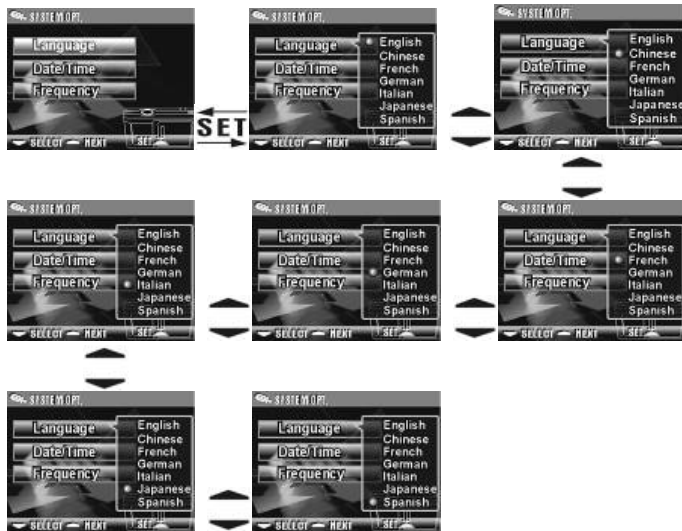 SYSTEM OPT.
Language
Date/Time
Frequency
SELECT NEXT SET
SET
SYSTEM OPT.
Language
Date/Time
Frequency
English
Chinese
French
German
Italian
Japanese
Spanish
SELECT NEXT SET
SYSTEM OPT.
Language
Date/Time
Frequency
English
Chinese
French
German
Italian
Japanese
Spanish
SELECT NEXT SET
SYSTEM OPT.
Language
Date/Time
Frequency
English
Chinese
French
German
Italian
Japanese
Spanish
SELECT NEXT SET
SYSTEM OPT.
Language
Date/Time
Frequency
English
Chinese
French
German
Italian
Japanese
Spanish
SELECT NEXT SET
SYSTEM OPT.
Language
Date/Time
Frequency
English
Chinese
French
German
Italian
Japanese
Spanish
SELECT NEXT SET
SYSTEM OPT.
Language
Date/Time
Frequency
English
Chinese
French
German
Italian
Japanese
Spanish
SELECT NEXT SET
SYSTEM OPT.
Language
Date/Time
Frequency
English
Chinese
French
German
Italian
Japanese
Spanish
SELECT NEXT SET